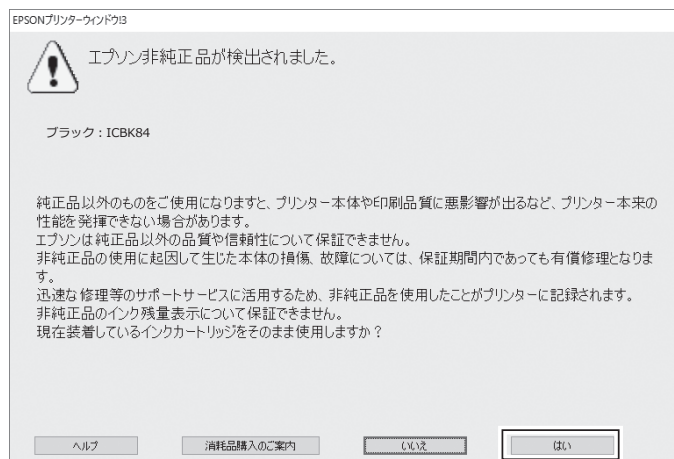 EPSONプリンターウィンドウ!3
エプソン非純正品が検出されました。
ブラック：ICBK84
純正品以外のものをご使用になりますと、プリンター本体や印刷品質に悪影響が出るなど、プリンター本来の
性能を発揮できない場合があります。
エプソンは純正品以外の品質や信頼性について保証できません。
非純正品の使用に起因して生じた本体の損傷、故障については、保証期間内であっても有償修理となりま
す。
迅速な修理等のサポートサービスに活用するため、非純正品を使用したことがプリンターに記録されます。
非純正品のインク残量表示について保証できません。
現在装着しているインクカートリッジをそのまま使用しますか？
ヘルプ 消耗品購入のご案内 いいえ はい